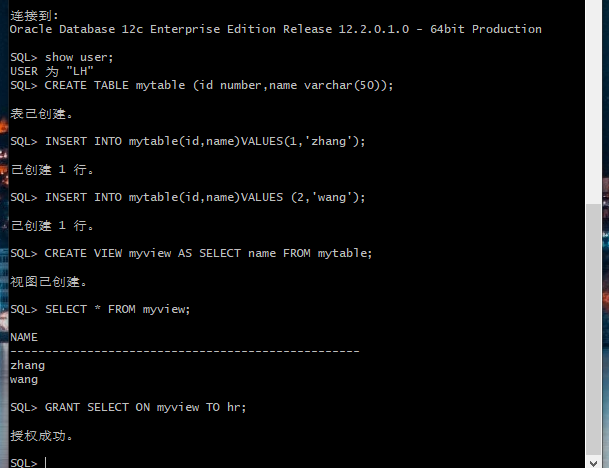 连接到:
Oracle Database 12c Enterprise Edition Release 12.2.0.1.0 - 64bit Production
SQL> show user;
USER 为 "LH"
SQL> CREATE TABLE mytable (id number,name varchar(50));
表已创建。
SQL> INSERT INTO mytable(id,name)VALUES(1,'zhang');
已创建 1 行。
SQL> INSERT INTO mytable(id,name)VALUES (2,'wang');
已创建 1 行。
SQL> CREATE VIEW myview AS SELECT name FROM mytable;
视图已创建。
SQL> SELECT * FROM myview;
NAME
--------------------------------------------------
zhang
wang
SQL> GRANT SELECT ON myview TO hr;
授权成功。
SQL>